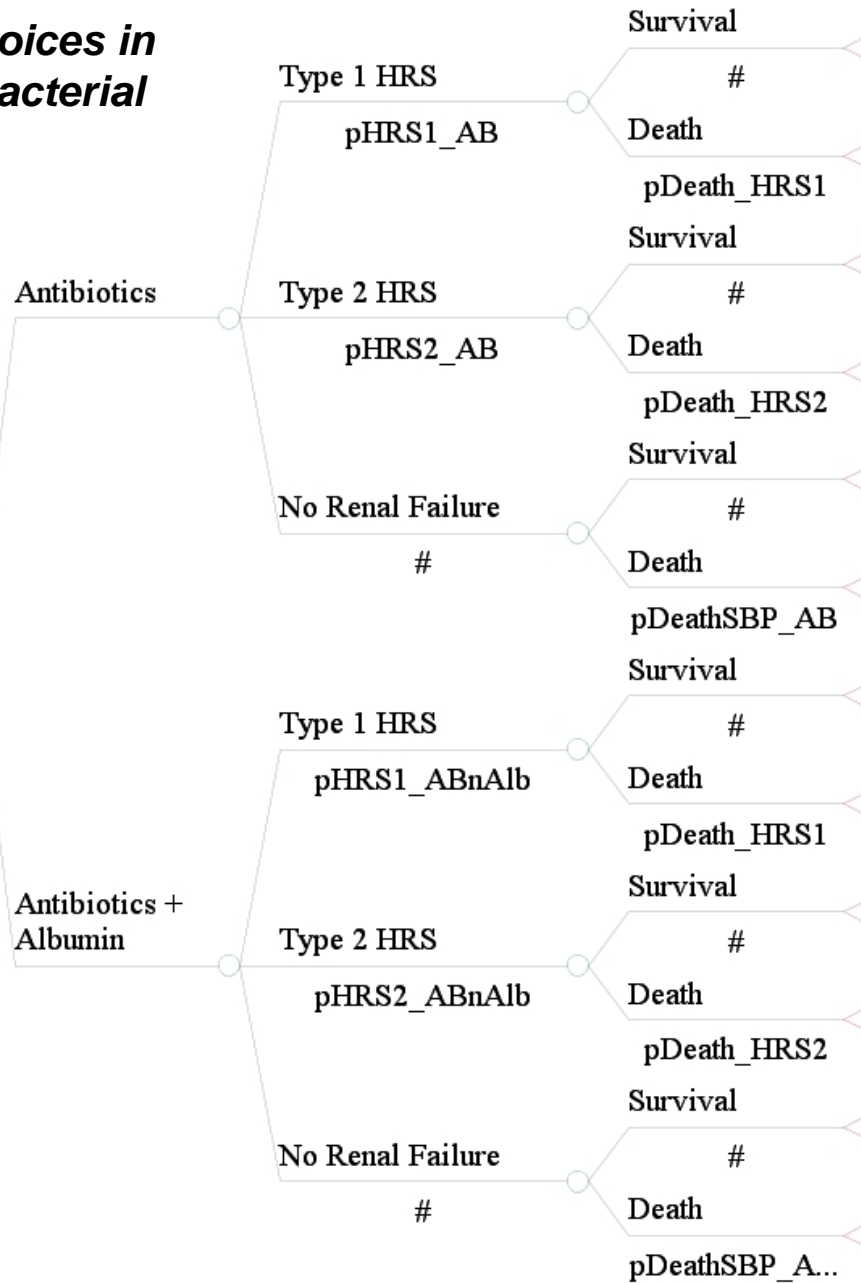 oices in
acterial
Survival
#
Type 1 HRS
pHRS1_AB
Death
pDeath_HRS1
Survival
#
Antibiotics
Type 2 HRS
pHRS2_AB
Death
pDeath_HRS2
Survival
#
No Renal Failure
#
Death
pDeathSBP_AB
Survival
#
Type 1 HRS
pHRS1_ABnAlb
Death
pDeath_HRS1
Survival
#
Antibiotics +
Albumin
Type 2 HRS
pHRS2_ABnAlb
Death
pDeath_HRS2
Survival
#
No Renal Failure
#
Death
pDeathSBP_A...